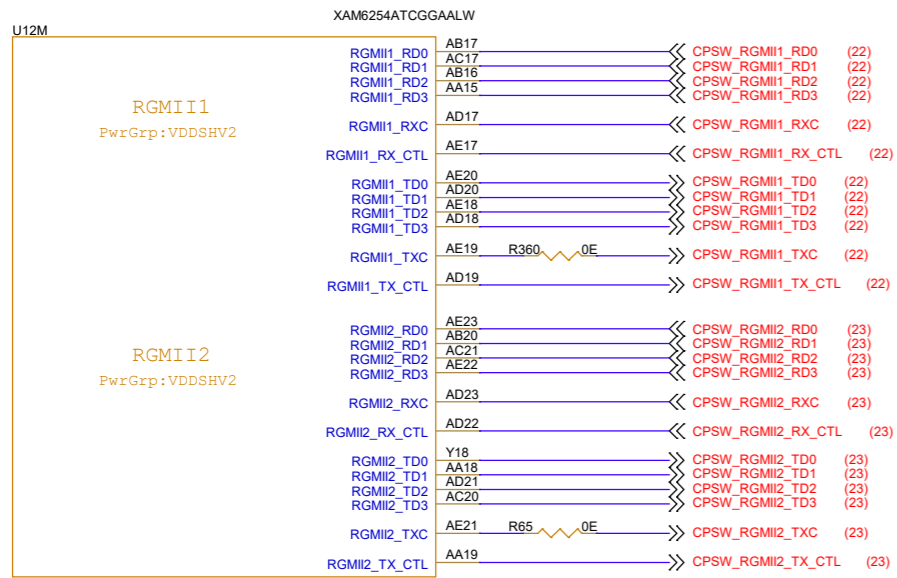 XAM6254ATCGGAALW
U12M
RGMII1
PwrGrp:VDDSHV2
RGMII1_RD0 AB17 CPSW_RGMII1_RD0 (22)
RGMII1_RD1 AC17 CPSW_RGMII1_RD1 (22)
RGMII1_RD2 AB16 CPSW_RGMII1_RD2 (22)
RGMII1_RD3 AA15 CPSW_RGMII1_RD3 (22)
RGMII1_RXC AD17 CPSW_RGMII1_RXC (22)
RGMII1_RX_CTL AE17 CPSW_RGMII1_RX_CTL (22)
RGMII1_TD0 AE20 CPSW_RGMII1_TD0 (22)
RGMII1_TD1 AD20 CPSW_RGMII1_TD1 (22)
RGMII1_TD2 AE18 CPSW_RGMII1_TD2 (22)
RGMII1_TD3 AD18 CPSW_RGMII1_TD3 (22)
RGMII1_TXC AE19 R360 0E CPSW_RGMII1_TXC (22)
RGMII1_TX_CTL AD19 CPSW_RGMII1_TX_CTL (22)
RGMII2
PwrGrp:VDDSHV2
RGMII2_RD0 AE23 CPSW_RGMII2_RD0 (23)
RGMII2_RD1 AB20 CPSW_RGMII2_RD1 (23)
RGMII2_RD2 AC21 CPSW_RGMII2_RD2 (23)
RGMII2_RD3 AE22 CPSW_RGMII2_RD3 (23)
RGMII2_RXC AD23 CPSW_RGMII2_RXC (23)
RGMII2_RX_CTL AD22 CPSW_RGMII2_RX_CTL (23)
RGMII2_TD0 Y18 CPSW_RGMII2_TD0 (23)
RGMII2_TD1 AA18 CPSW_RGMII2_TD1 (23)
RGMII2_TD2 AD21 CPSW_RGMII2_TD2 (23)
RGMII2_TD3 AC20 CPSW_RGMII2_TD3 (23)
RGMII2_TXC AE21 R65 0E CPSW_RGMII2_TXC (23)
RGMII2_TX_CTL AA19 CPSW_RGMII2_TX_CTL (23)